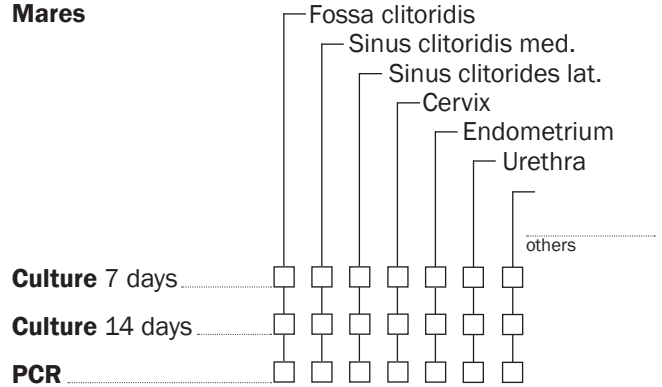 Mares
Fossa clitoridis
Sinus clitoridis med.
Sinus clitorides lat.
Cervix
Endometrium
Urethra
others
Culture 7 days
Culture 14 days
PCR